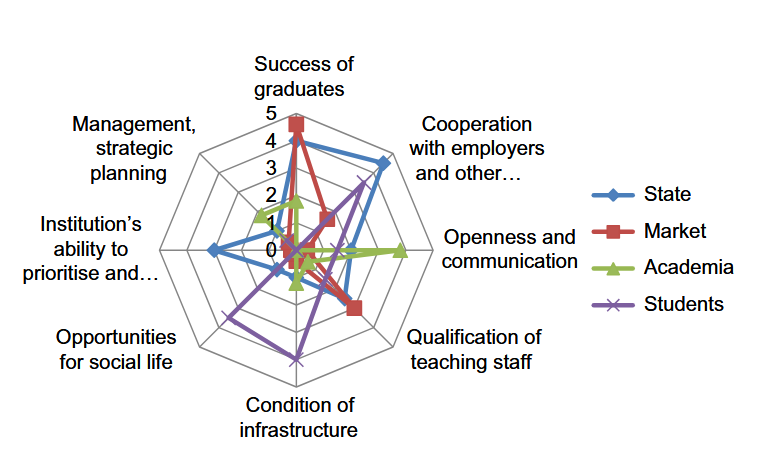 Success of
graduates
Management,
strategic
planning
Cooperation
with employers
and other…
5
4
3
2
1
0
Institution’s
ability to
prioritise and…
Openness and
communication
Opportunities
for social life
Qualification of
teaching staff
Condition of
infrastructure
State
Market
Academia
Students